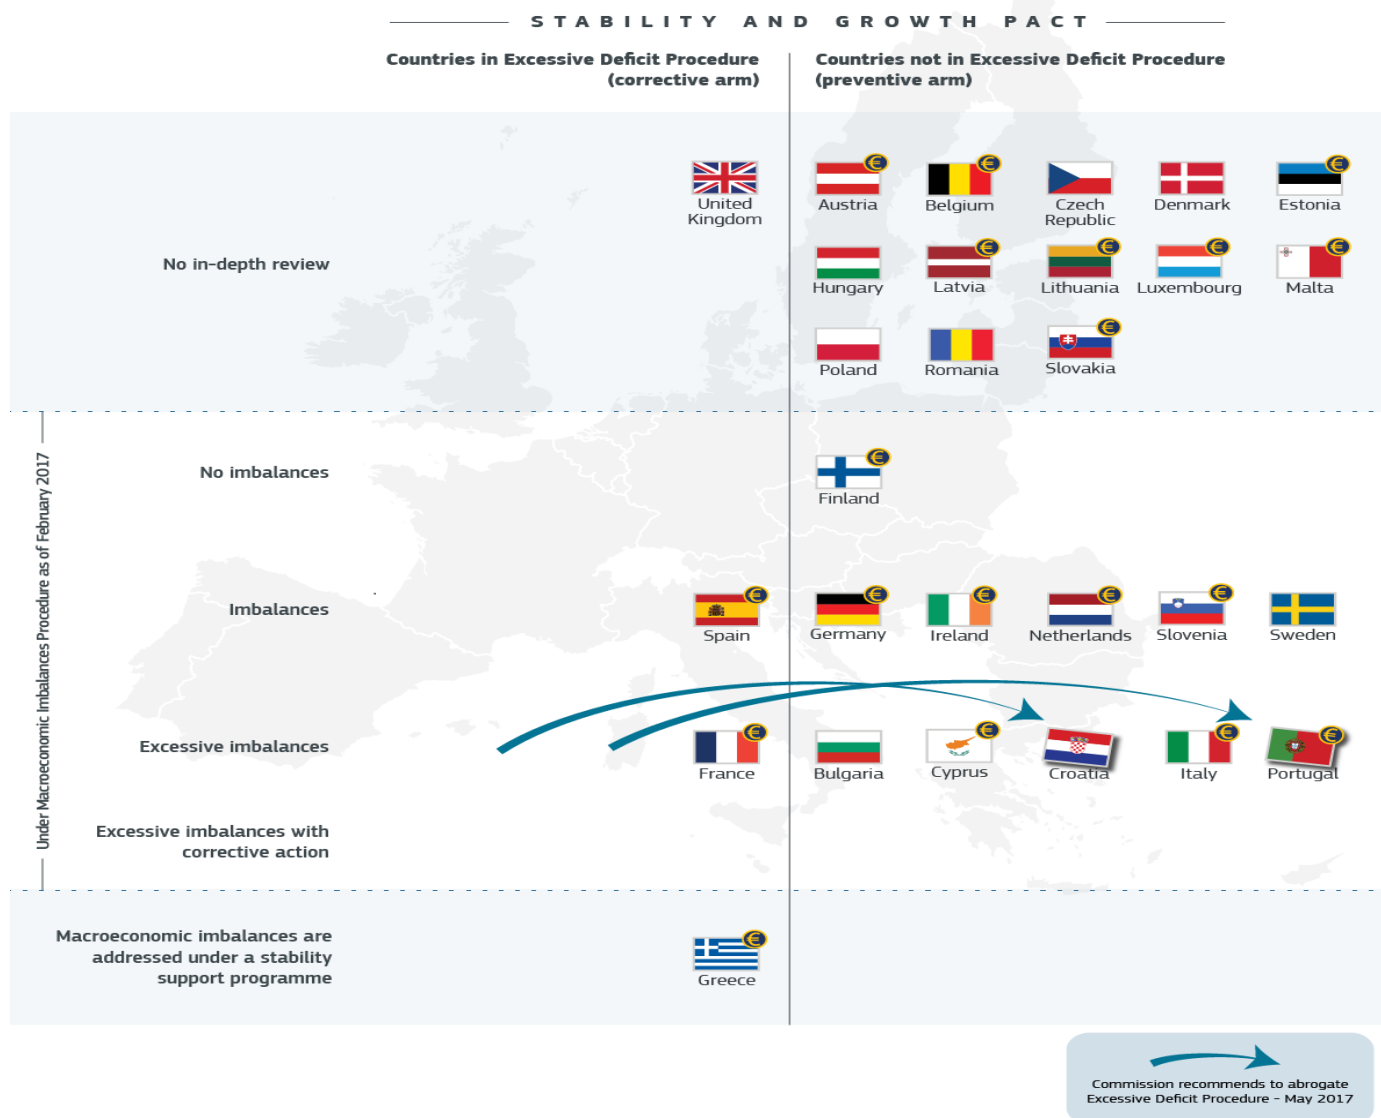 STABILITY AND GROWTH PACT
Countries in Excessive Deficit Procedure
(corrective arm)
Countries not in Excessive Deficit Procedure
(preventive arm)
No in-depth review
United
Kingdom
Austria
Belgium
Czech
Republic
Denmark
Estonia
Hungary
Latvia
Lithuania
Luxembourg
Malta
Poland
Romania
Slovakia
Under Macroeconomic Imbalances Procedure as of February 2017
No imbalances
Finland
Imbalances
Spain
Germany
Ireland
Netherlands
Slovenia
Sweden
Excessive imbalances
France
Bulgaria
Cyprus
Croatia
Italy
Portugal
Excessive imbalances with
corrective action
Macroeconomic imbalances are
addressed under a stability
support programme
Greece
Commission recommends to abrogate
Excessive Deficit Procedure - May 2017